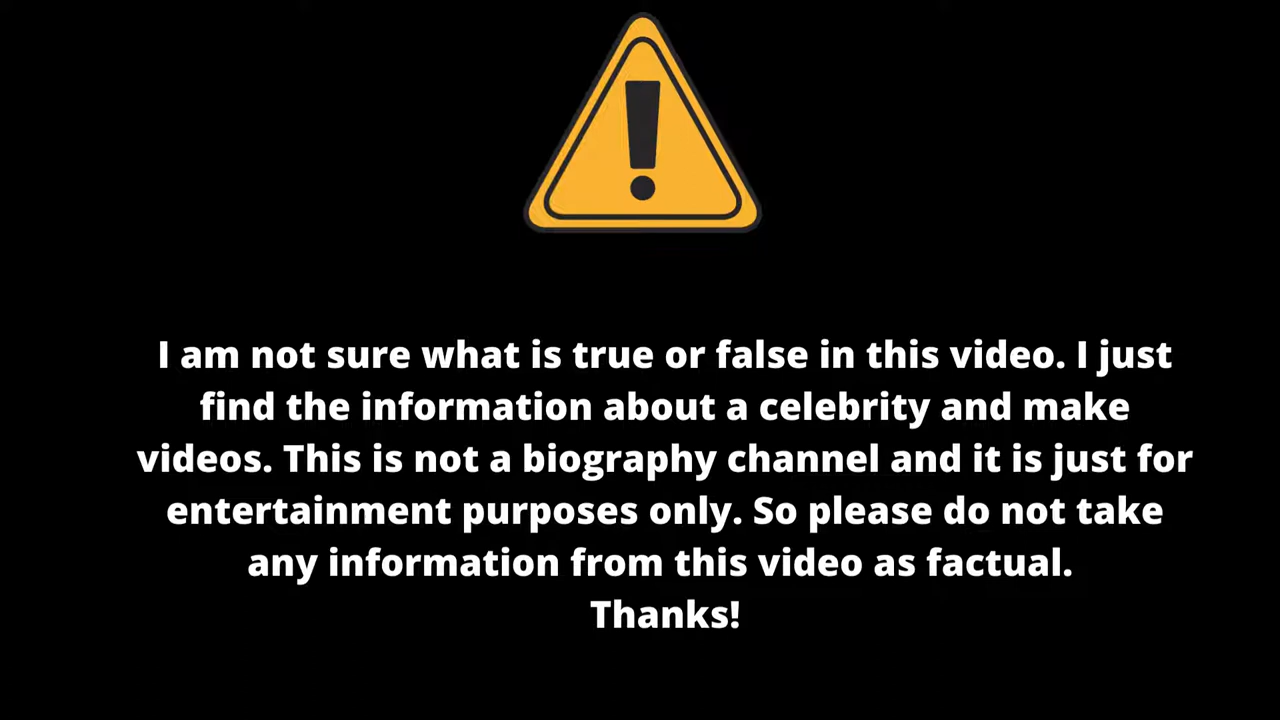 I am not sure what is true or false in this video. I just
find the information about a celebrity and make
videos. This is not a biography channel and it is just for
entertainment purposes only. So please do not take
any information from this video as factual.
Thanks!